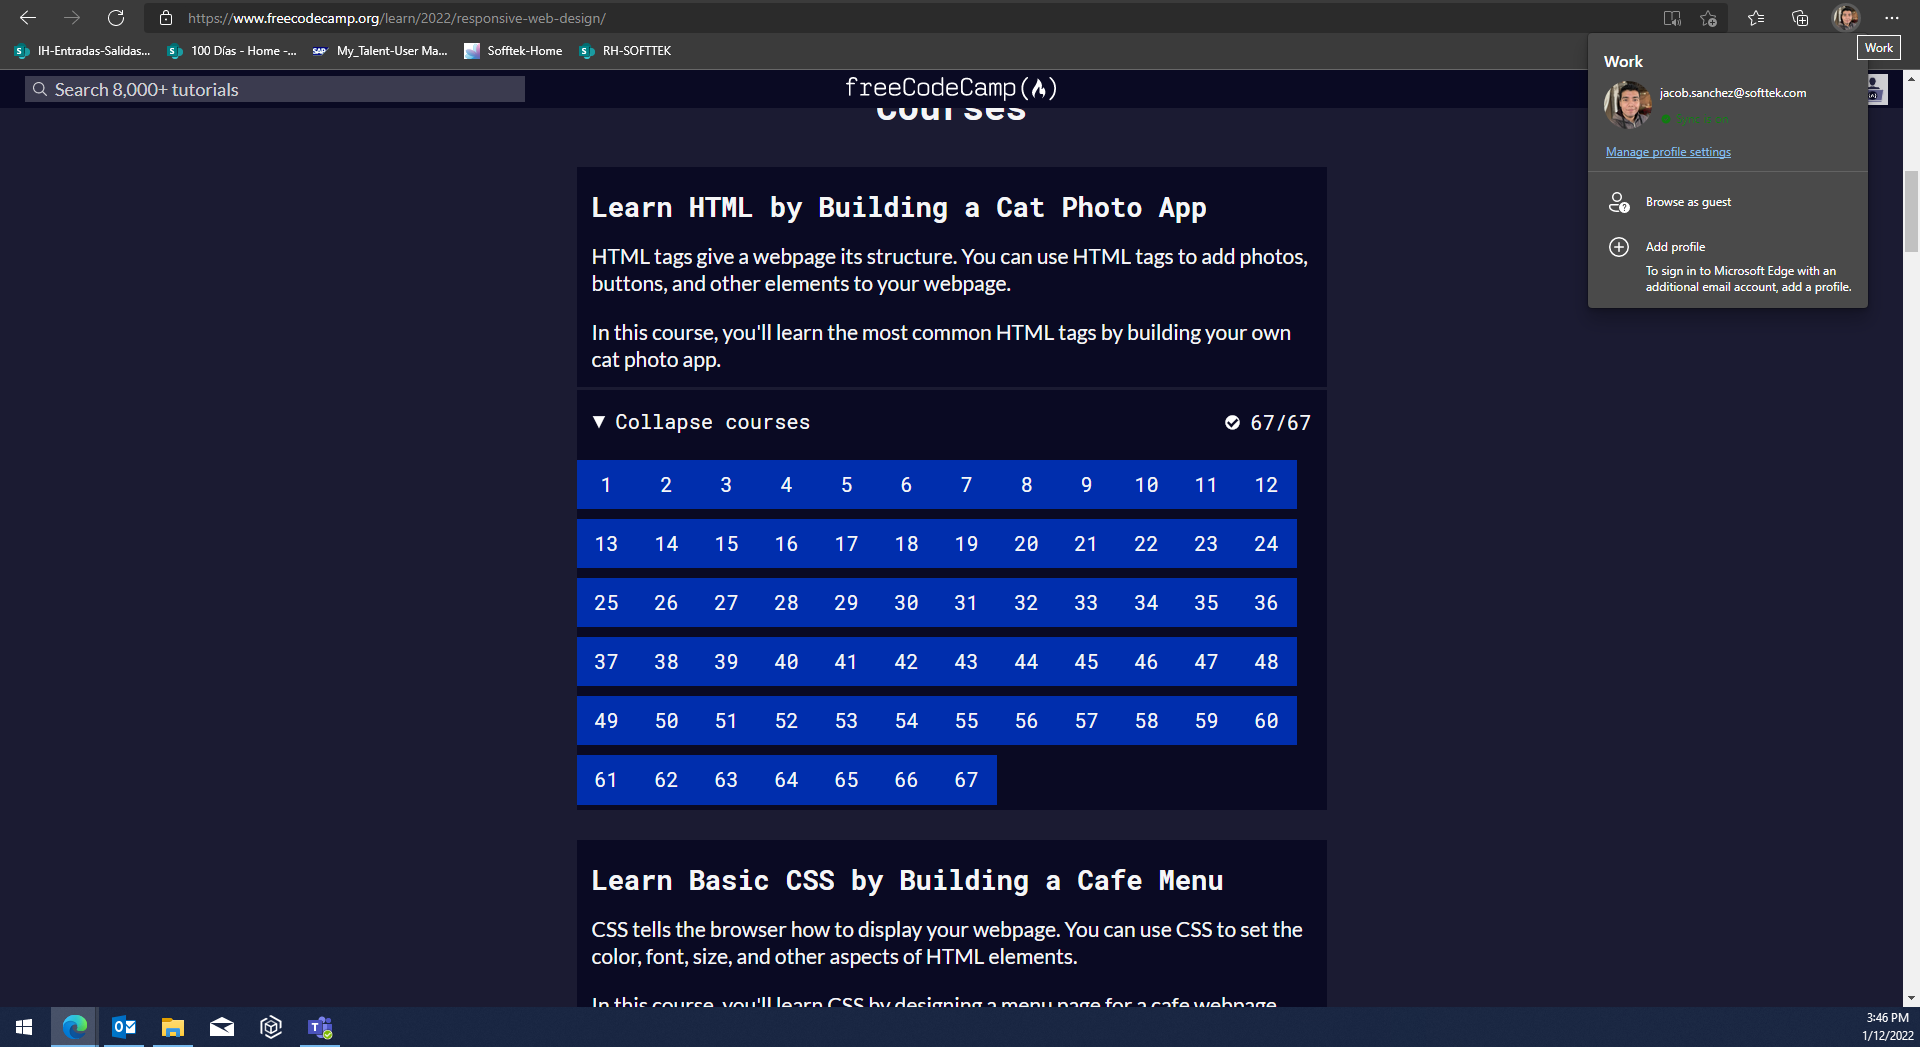 https://www.freecodecamp.org/learn/2022/responsive-web-design/
IH-Entradas-Salidas...
100 Días - Home -...
My_Talent-User Ma...
Softtek-Home
RH-SOFTTEK
Work
Work
jacob.sanchez@softtek.com
Sync is on
Manage profile settings
Browse as guest
Add profile
To sign in to Microsoft Edge with an
additional email account, add a profile.
Search 8,000+ tutorials
freeCodeCamp
Courses
Learn HTML by Building a Cat Photo App
HTML tags give a webpage its structure. You can use HTML tags to add photos,
buttons, and other elements to your webpage.
In this course, you'll learn the most common HTML tags by building your own
cat photo app.
Collapse courses 67/67
1 2 3 4 5 6 7 8 9 10 11 12
13 14 15 16 17 18 19 20 21 22 23 24
25 26 27 28 29 30 31 32 33 34 35 36
37 38 39 40 41 42 43 44 45 46 47 48
49 50 51 52 53 54 55 56 57 58 59 60
61 62 63 64 65 66 67
Learn Basic CSS by Building a Cafe Menu
CSS tells the browser how to display your webpage. You can use CSS to set the
color, font, size, and other aspects of HTML elements.
In this course, you'll learn CSS by designing a menu page for a cafe webpage.
3:46 PM
1/12/2022